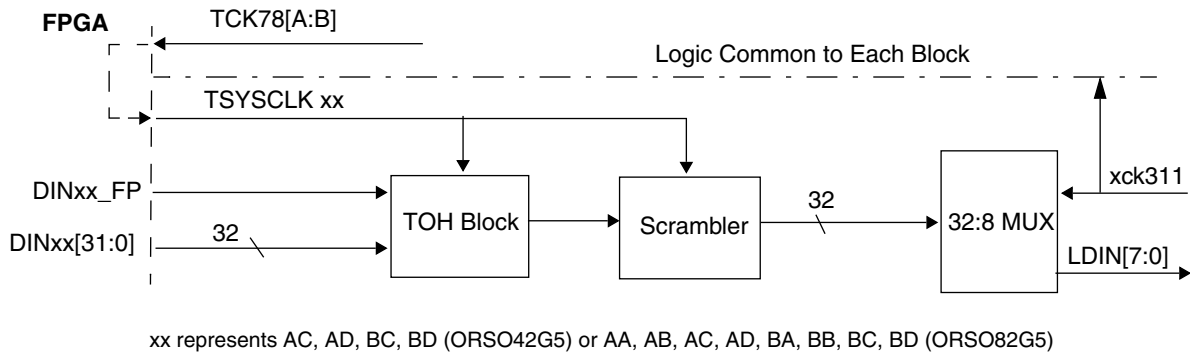 FPGA
TCK78[A:B]
Logic Common to Each Block
TSYSCLK xx
DINxx_FP
xck311
TOH Block
Scrambler
32
32:8 MUX
DINxx[31:0]
32
LDIN[7:0]
xx represents AC, AD, BC, BD (ORSO42G5) or AA, AB, AC, AD, BA, BB, BC, BD (ORSO82G5)